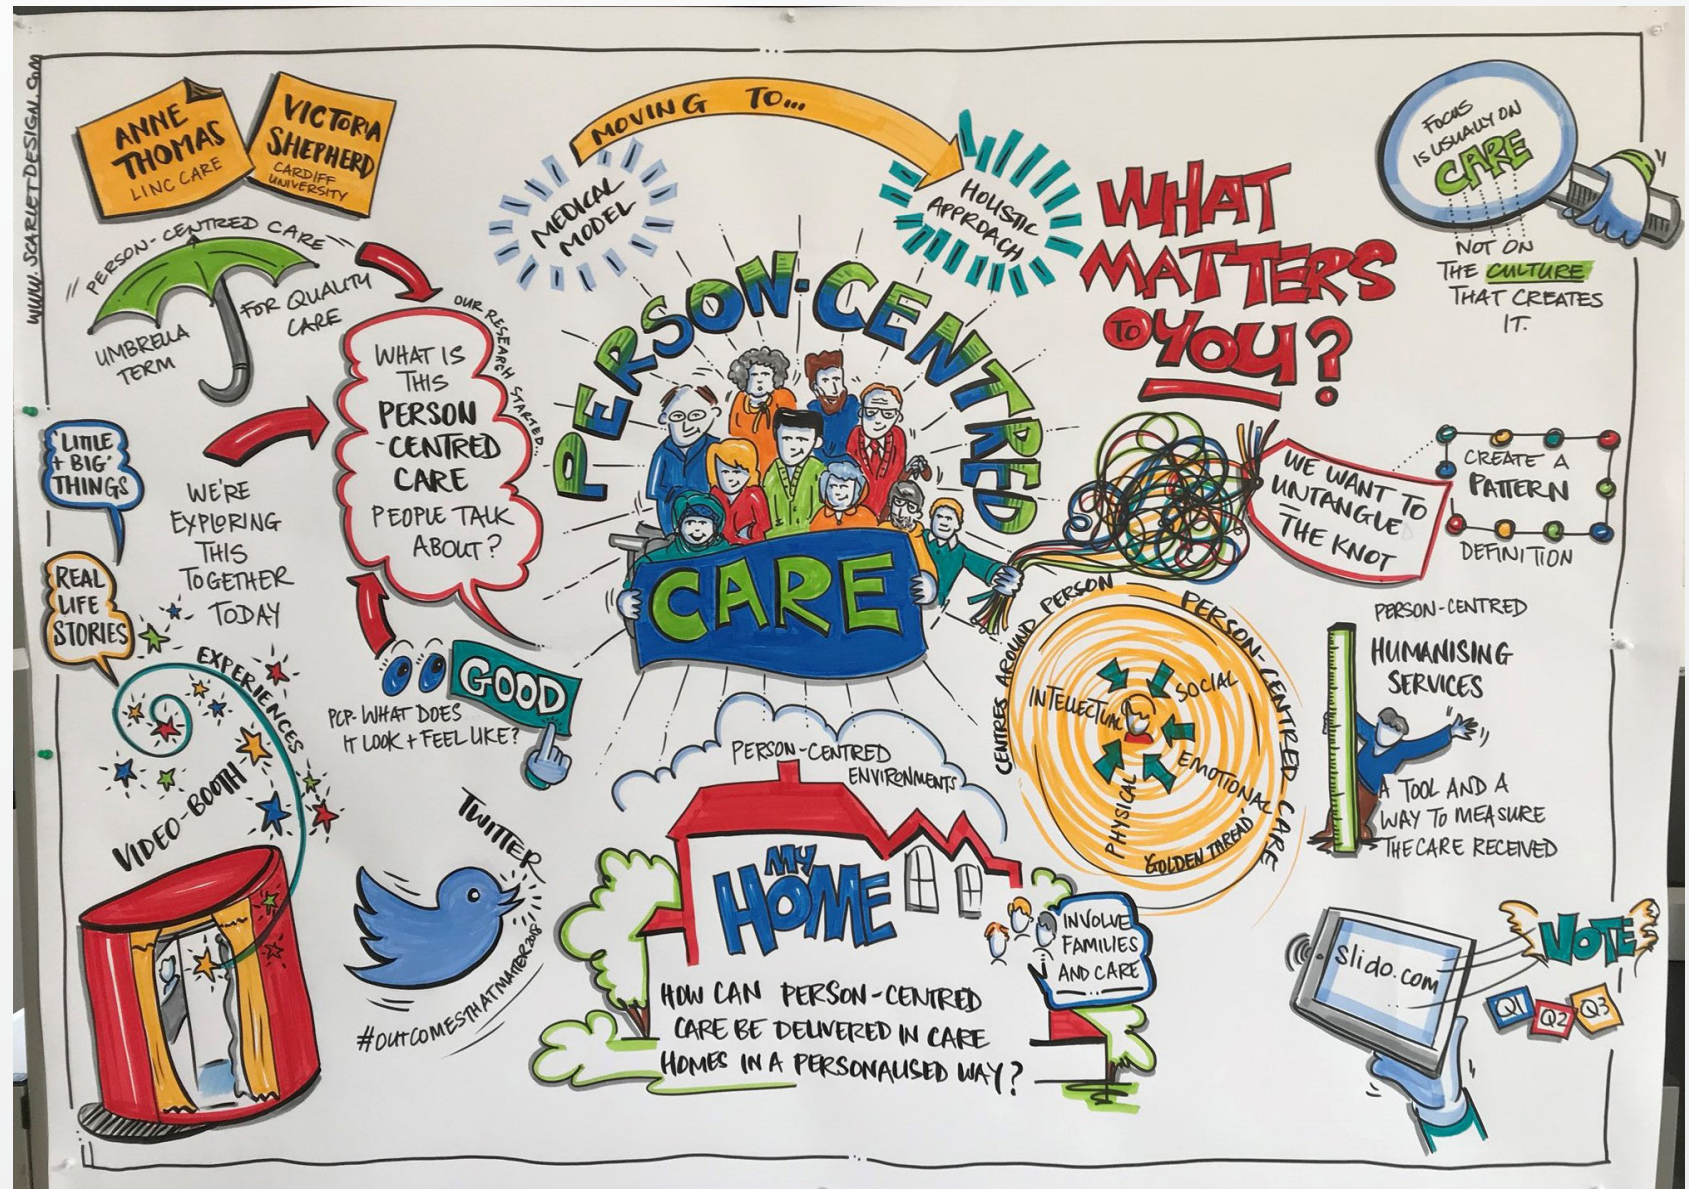 WWW.SCARLETDESIGN.COM
ANNE
THOMAS
LINC CARE
VICTORIA
SHEPHERD
CARDIFF
UNIVERSITY
"PERSON-CENTRED CARE"
UMBRELLA
TERM
FOR QUALITY
CARE
MOVING TO...
MEDICAL
MODEL
HOLISTIC
APPROACH
WHAT
MATTERS
TO YOU?
FOCUS
IS USUALLY ON
CARE
NOT ON
THE CULTURE
THAT CREATES
IT.
OUR RESEARCH STARTED...
WHAT IS
THIS
PERSON
-CENTRED
CARE
PEOPLE TALK
ABOUT?
PERSON-CENTRED
CARE
'LITTLE
+ BIG'
THINGS
REAL
LIFE
STORIES
WE'RE
EXPLORING
THIS
TOGETHER
TODAY
WE WANT TO
UNTANGLE
THE KNOT
CREATE A
PATTERN
DEFINITION
GOOD
PCP-WHAT DOES
IT LOOK + FEEL LIKE?
EXPERIENCES
VIDEO-BOOTH
TWITTER
#OUTCOMESTHATMATTER2018
PERSON-CENTRED
ENVIRONMENTS
MY
HOME
INVOLVE
FAMILIES
AND CARE
HOW CAN PERSON-CENTRED
CARE BE DELIVERED IN CARE
HOMES IN A PERSONALISED WAY?
CENTRES AROUND PERSON
PERSON-CENTRED CARE
INTELLECTUAL
SOCIAL
EMOTIONAL
PHYSICAL
'GOLDEN THREAD'
PERSON-CENTRED
HUMANISING
SERVICES
A TOOL AND A
WAY TO MEASURE
THE CARE RECEIVED
slido.com
VOTE
Q1
Q2
Q3